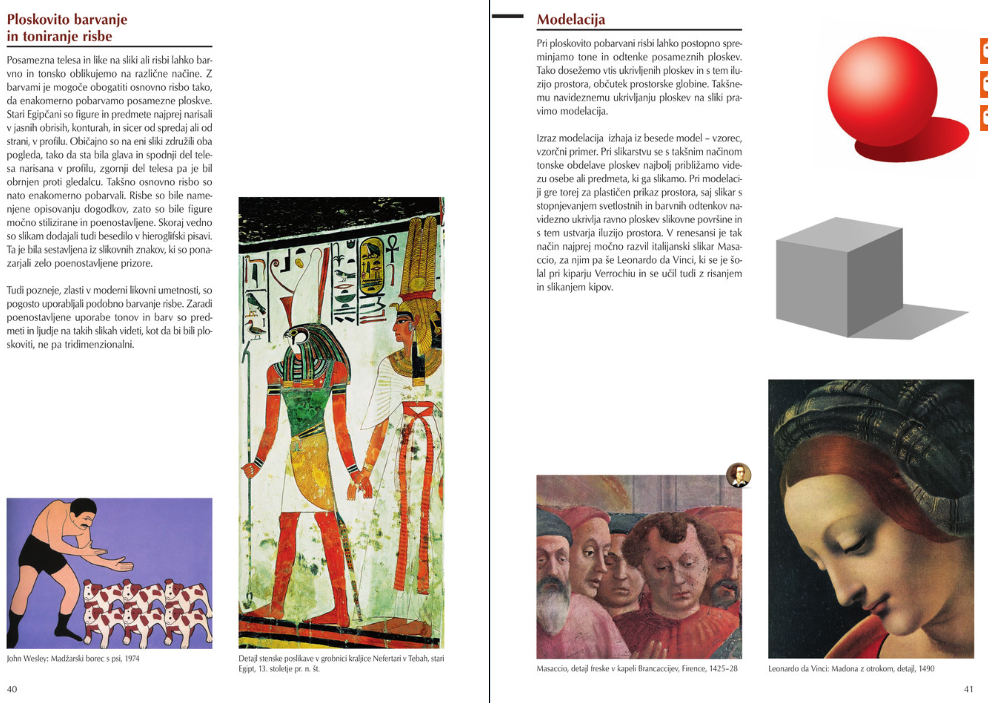 Ploskovito barvanje
in toniranje risbe
Posamezna telesa in like na sliki ali risbi lahko bar-
vno in tonsko oblikujemo na različne načine. Z
barvami je mogoče obogatiti osnovno risbo tako,
da enakomerno pobarvamo posamezne ploskve.
Stari Egipčani so figure in predmete najprej narisali
v jasnih obrisih, konturah, in sicer od spredaj ali od
strani, v profilu. Običajno so na eni sliki združili oba
pogleda, tako da sta bila glava in spodnji del tele-
sa narisana v profilu, zgornji del telesa pa je bil
obrnjen proti gledalcu. Takšno osnovno risbo so
nato enakomerno pobarvali. Risbe so bile name-
njene opisovanju dogodkov, zato so bile figure
močno stilizirane in poenostavljene. Skoraj vedno
so slikam dodajali tudi besedilo v hieroglifski pisavi.
Ta je bila sestavljena iz slikovnih znakov, ki so pona-
zarjali zelo poenostavljene prizore.
Tudi pozneje, zlasti v moderni likovni umetnosti, so
pogosto uporabljali podobno barvanje risbe. Zaradi
poenostavljene uporabe tonov in barv so pred-
meti in ljudje na takih slikah videti, kot da bi bili plo-
skoviti, ne pa tridimenzionalni.
John Wesley: Madžarski borec s psi, 1974
Detajl stenske poslikave v grobnici kraljice Nefertari v Tebah, stari
Egipt, 13. stoletje pr. n. št.
40
Modelacija
Pri ploskovito pobarvani risbi lahko postopno spre-
minjamo tone in odtenke posameznih ploskev.
Tako dosežemo vtis ukrivljenih ploskev in s tem ilu-
zijo prostora, občutek prostorske globine. Takšne-
mu navideznemu ukrivljanju ploskev na sliki pra-
vimo modelacija.
Izraz modelacija izhaja iz besede model – vzorec,
vzorčni primer. Pri slikarstvu se s takšnim načinom
tonske obdelave ploskev najbolj približamo vide-
zu osebe ali predmeta, ki ga slikamo. Pri modelaci-
ji gre torej za plastičen prikaz prostora, saj slikar s
stopnjevanjem svetlostnih in barvnih odtenkov na-
videzno ukrivlja ravno ploskev slikovne površine in
s tem ustvarja iluzijo prostora. V renesansi je tak
način najprej močno razvil italijanski slikar Masa-
ccio, za njim pa še Leonardo da Vinci, ki se je šo-
lal pri kiparju Verrochiu in se učil tudi z risanjem
in slikanjem kipov.
Masaccio, detajl freske v kapeli Brancaccijev, Firence, 1425–28
Leonardo da Vinci: Madona z otrokom, detajl, 1490
41